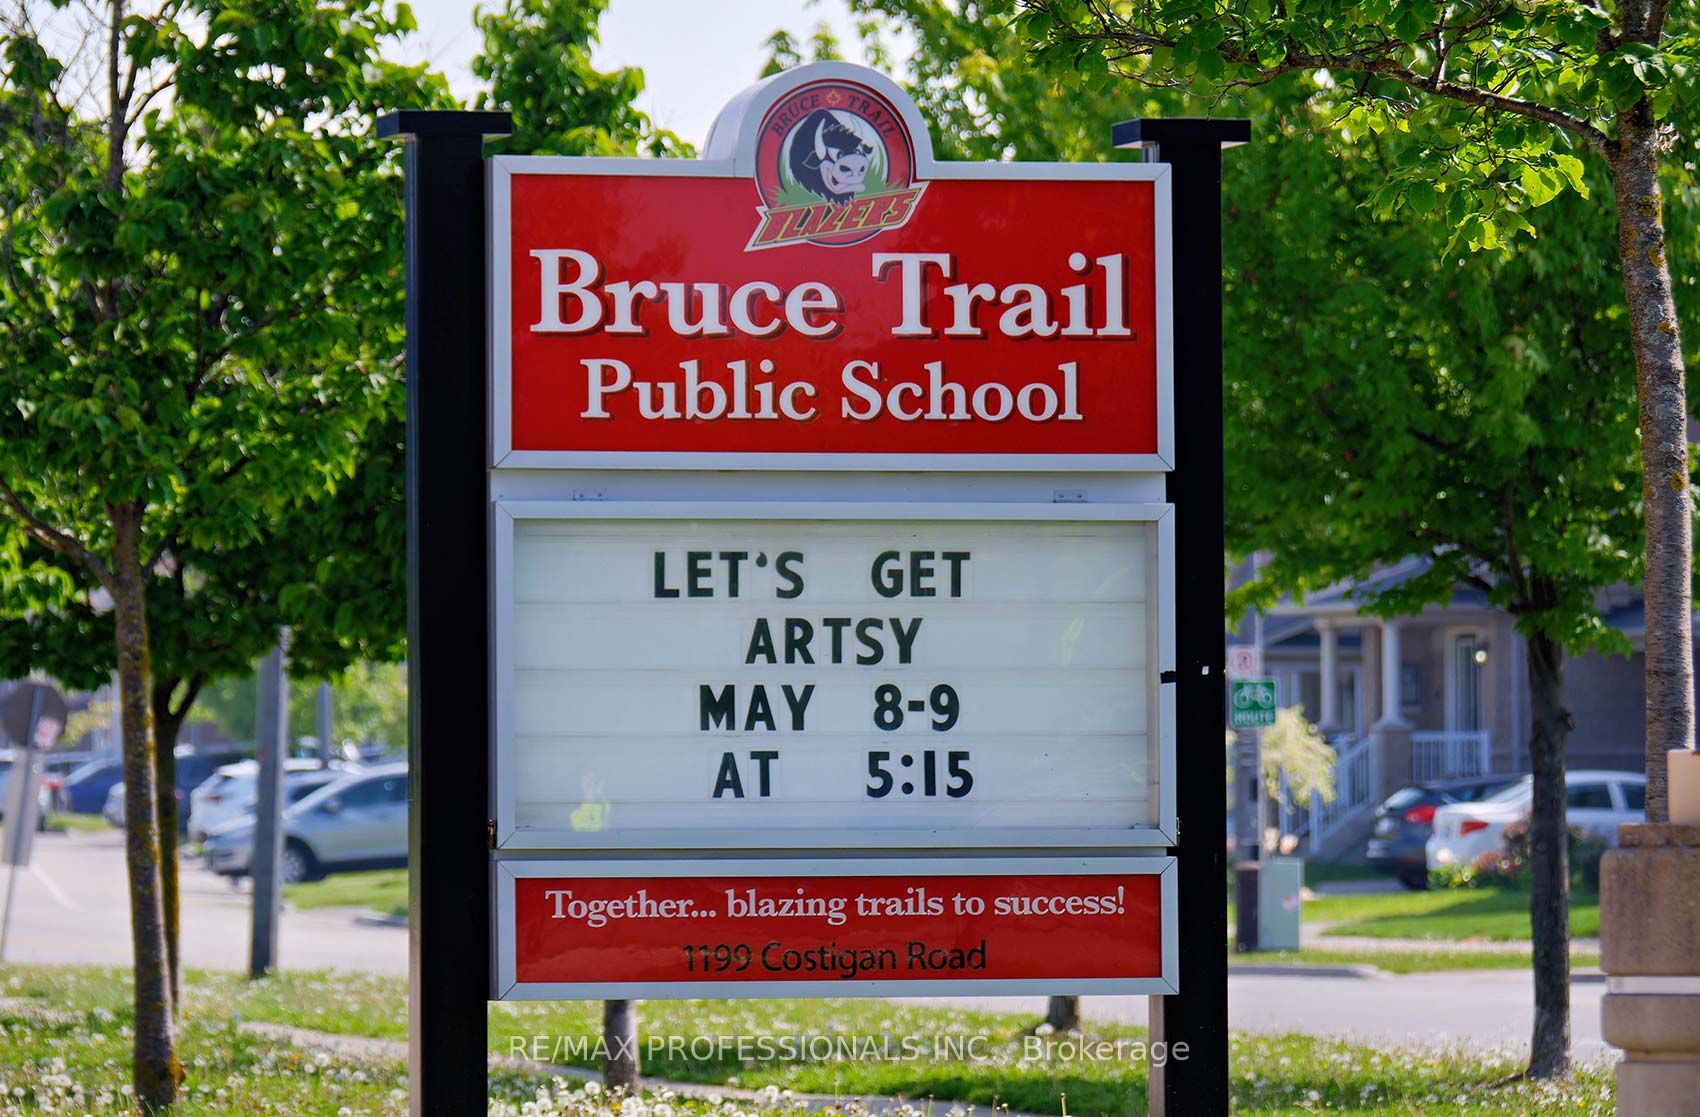 BRUCE TRAIL
BLAZERS
Bruce Trail
Public School
LET'S GET
ARTSY
MAY 8-9
AT 5:15
Together... blazing trails to success!
1199 Costigan Road
ROUTE
RE/MAX PROFESSIONALS INC., Brokerage